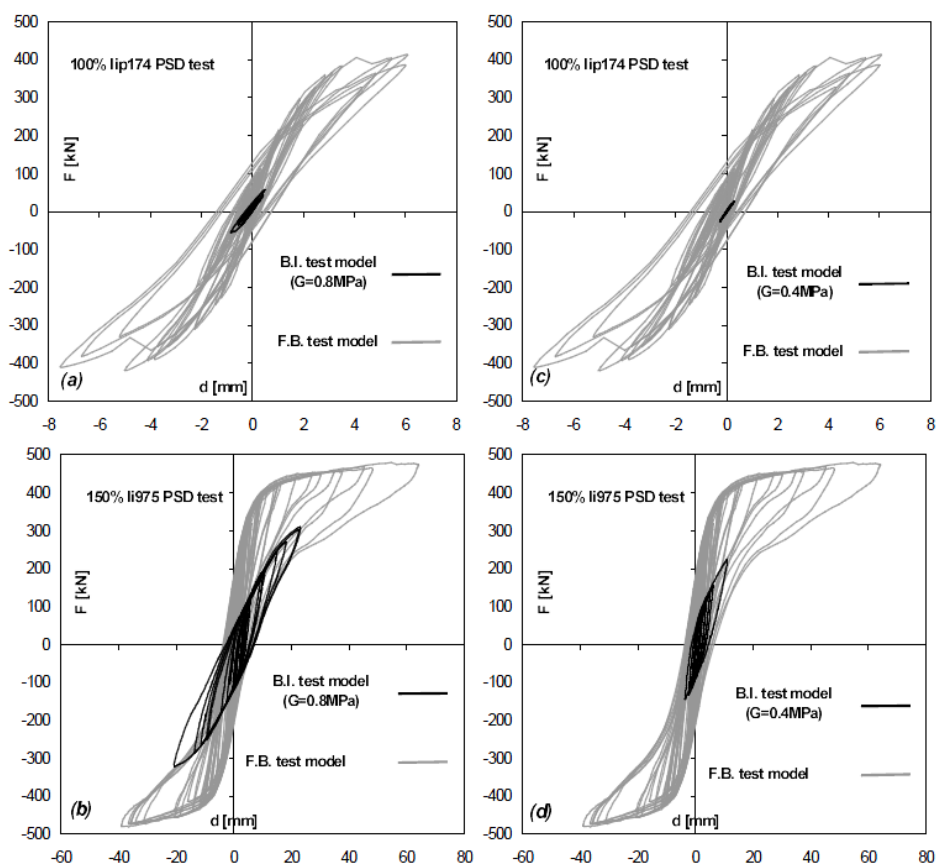 500
400
300
200
100
0
-100
-200
-300
-400
-500
F [kN]
100% lip174 PSD test
B.I. test model
(G=0.8MPa)
F.B. test model
(a)
d [mm]
-8 -6 -4 -2 0 2 4 6 8
500
400
300
200
100
0
-100
-200
-300
-400
-500
F [kN]
100% lip174 PSD test
B.I. test model
(G=0.4MPa)
F.B. test model
(c)
d [mm]
-8 -6 -4 -2 0 2 4 6 8
500
400
300
200
100
0
-100
-200
-300
-400
-500
F [kN]
150% li975 PSD test
B.I. test model
(G=0.8MPa)
F.B. test model
(b)
d [mm]
-60 -40 -20 0 20 40 60 80
500
400
300
200
100
0
-100
-200
-300
-400
-500
F [kN]
150% li975 PSD test
B.I. test model
(G=0.4MPa)
F.B. test model
(d)
d [mm]
-60 -40 -20 0 20 40 60 80